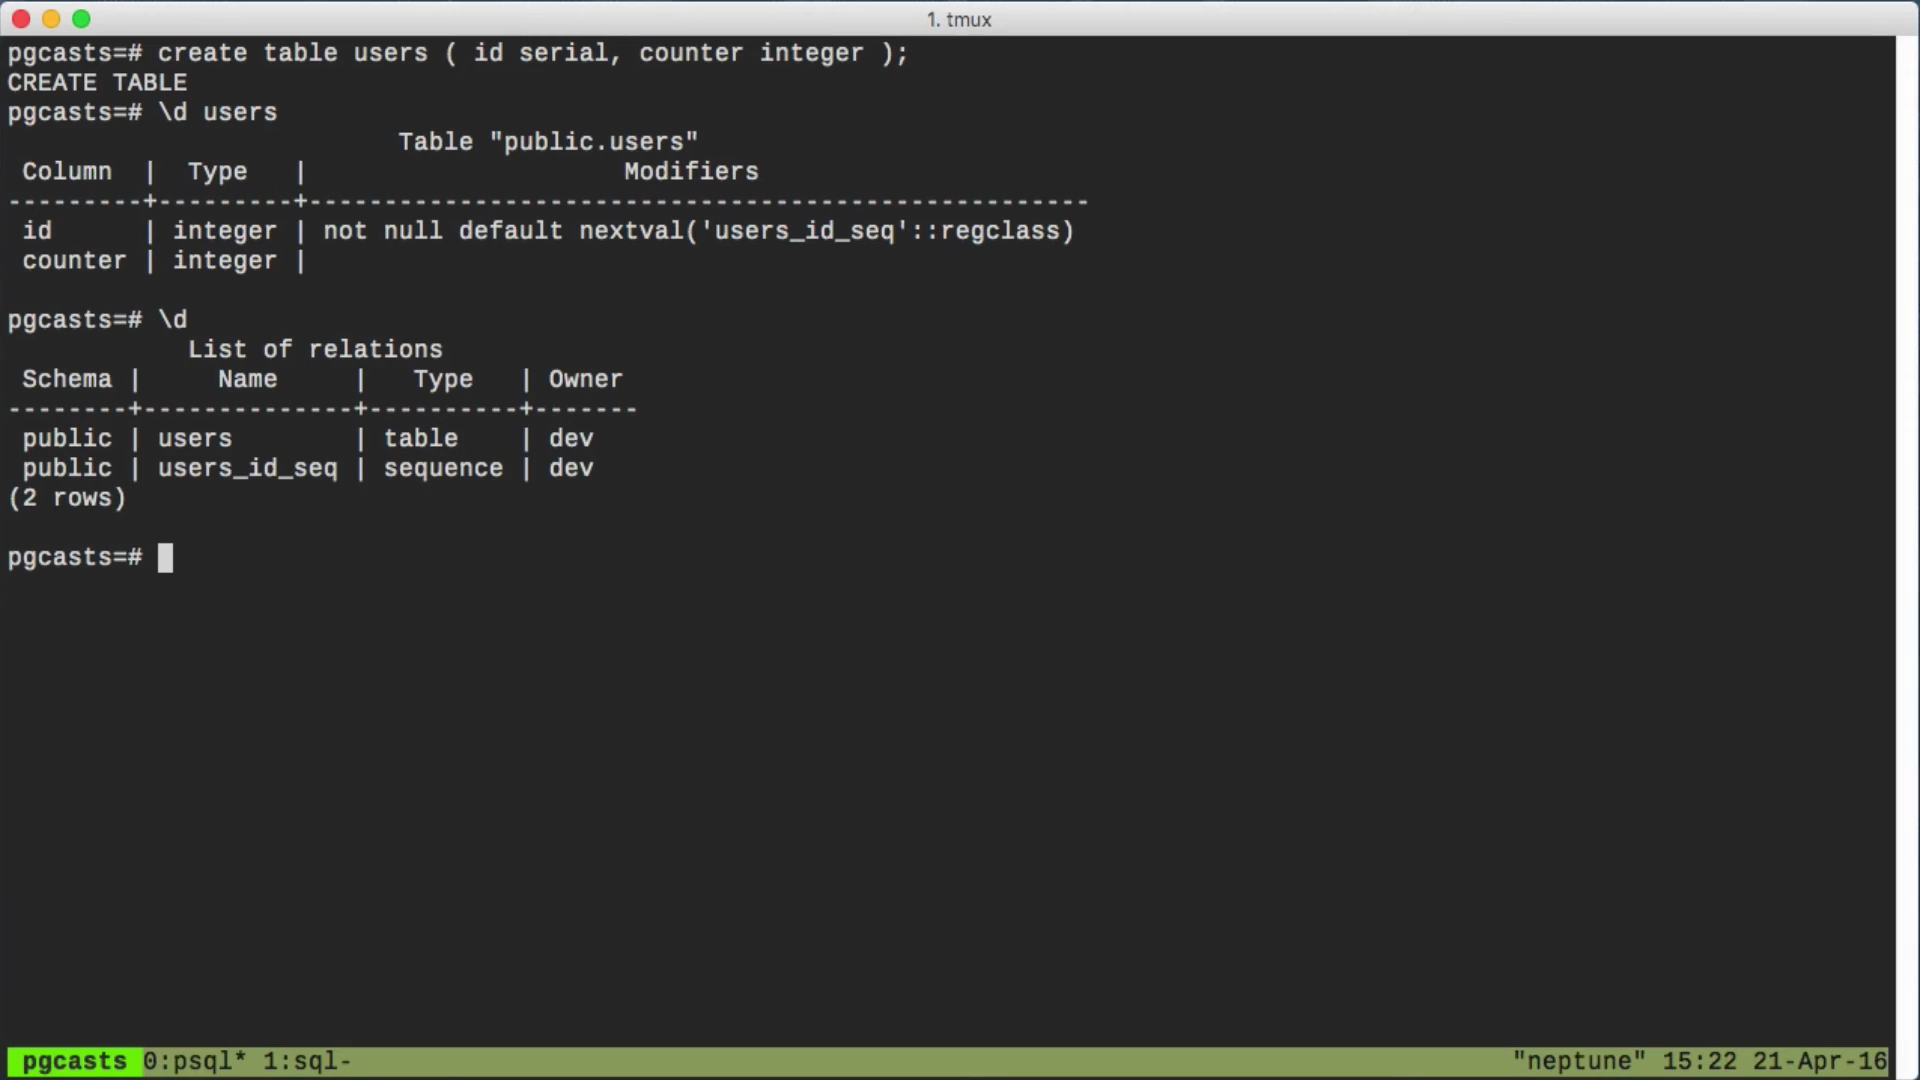 1. tmux
pgcasts=# create table users ( id serial, counter integer );
CREATE TABLE
pgcasts=# \d users
                          Table "public.users"
 Column  |  Type   |                     Modifiers
---------+---------+----------------------------------------------------
 id      | integer | not null default nextval('users_id_seq'::regclass)
 counter | integer |
pgcasts=# \d
            List of relations
 Schema |     Name     |   Type   | Owner
--------+--------------+----------+-------
 public | users        | table    | dev
 public | users_id_seq | sequence | dev
(2 rows)
pgcasts=#
pgcasts 0:psql* 1:sql- "neptune" 15:22 21-Apr-16